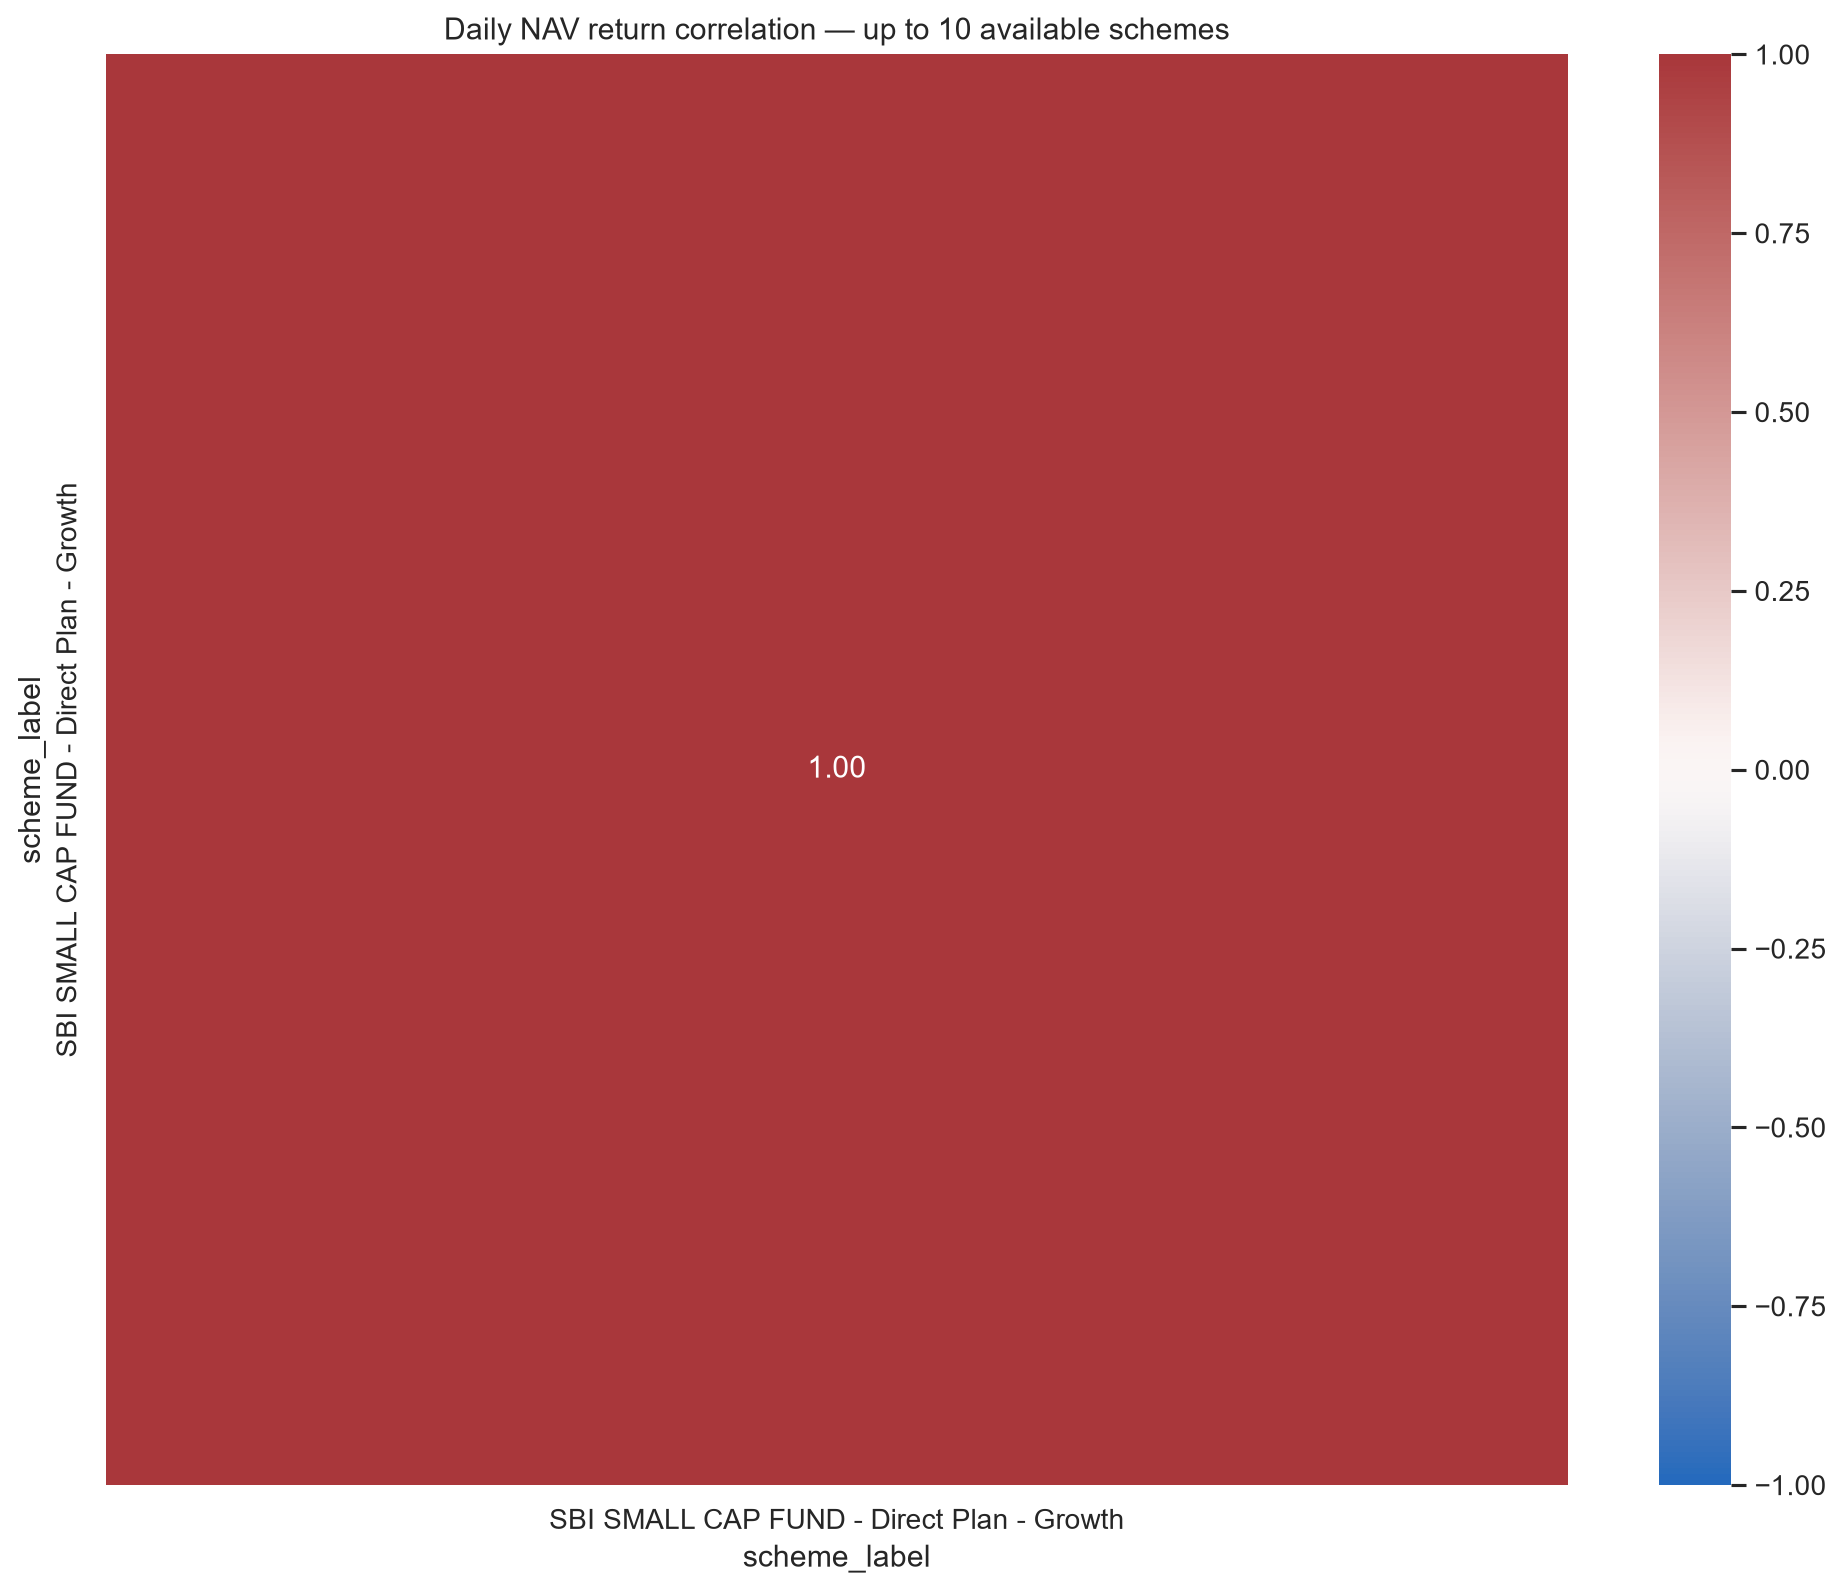 Daily NAV return correlation — up to 10 available schemes
scheme_label
SBI SMALL CAP FUND - Direct Plan - Growth
1.00
SBI SMALL CAP FUND - Direct Plan - Growth
scheme_label
1.00
0.75
0.50
0.25
0.00
−0.25
−0.50
−0.75
−1.00